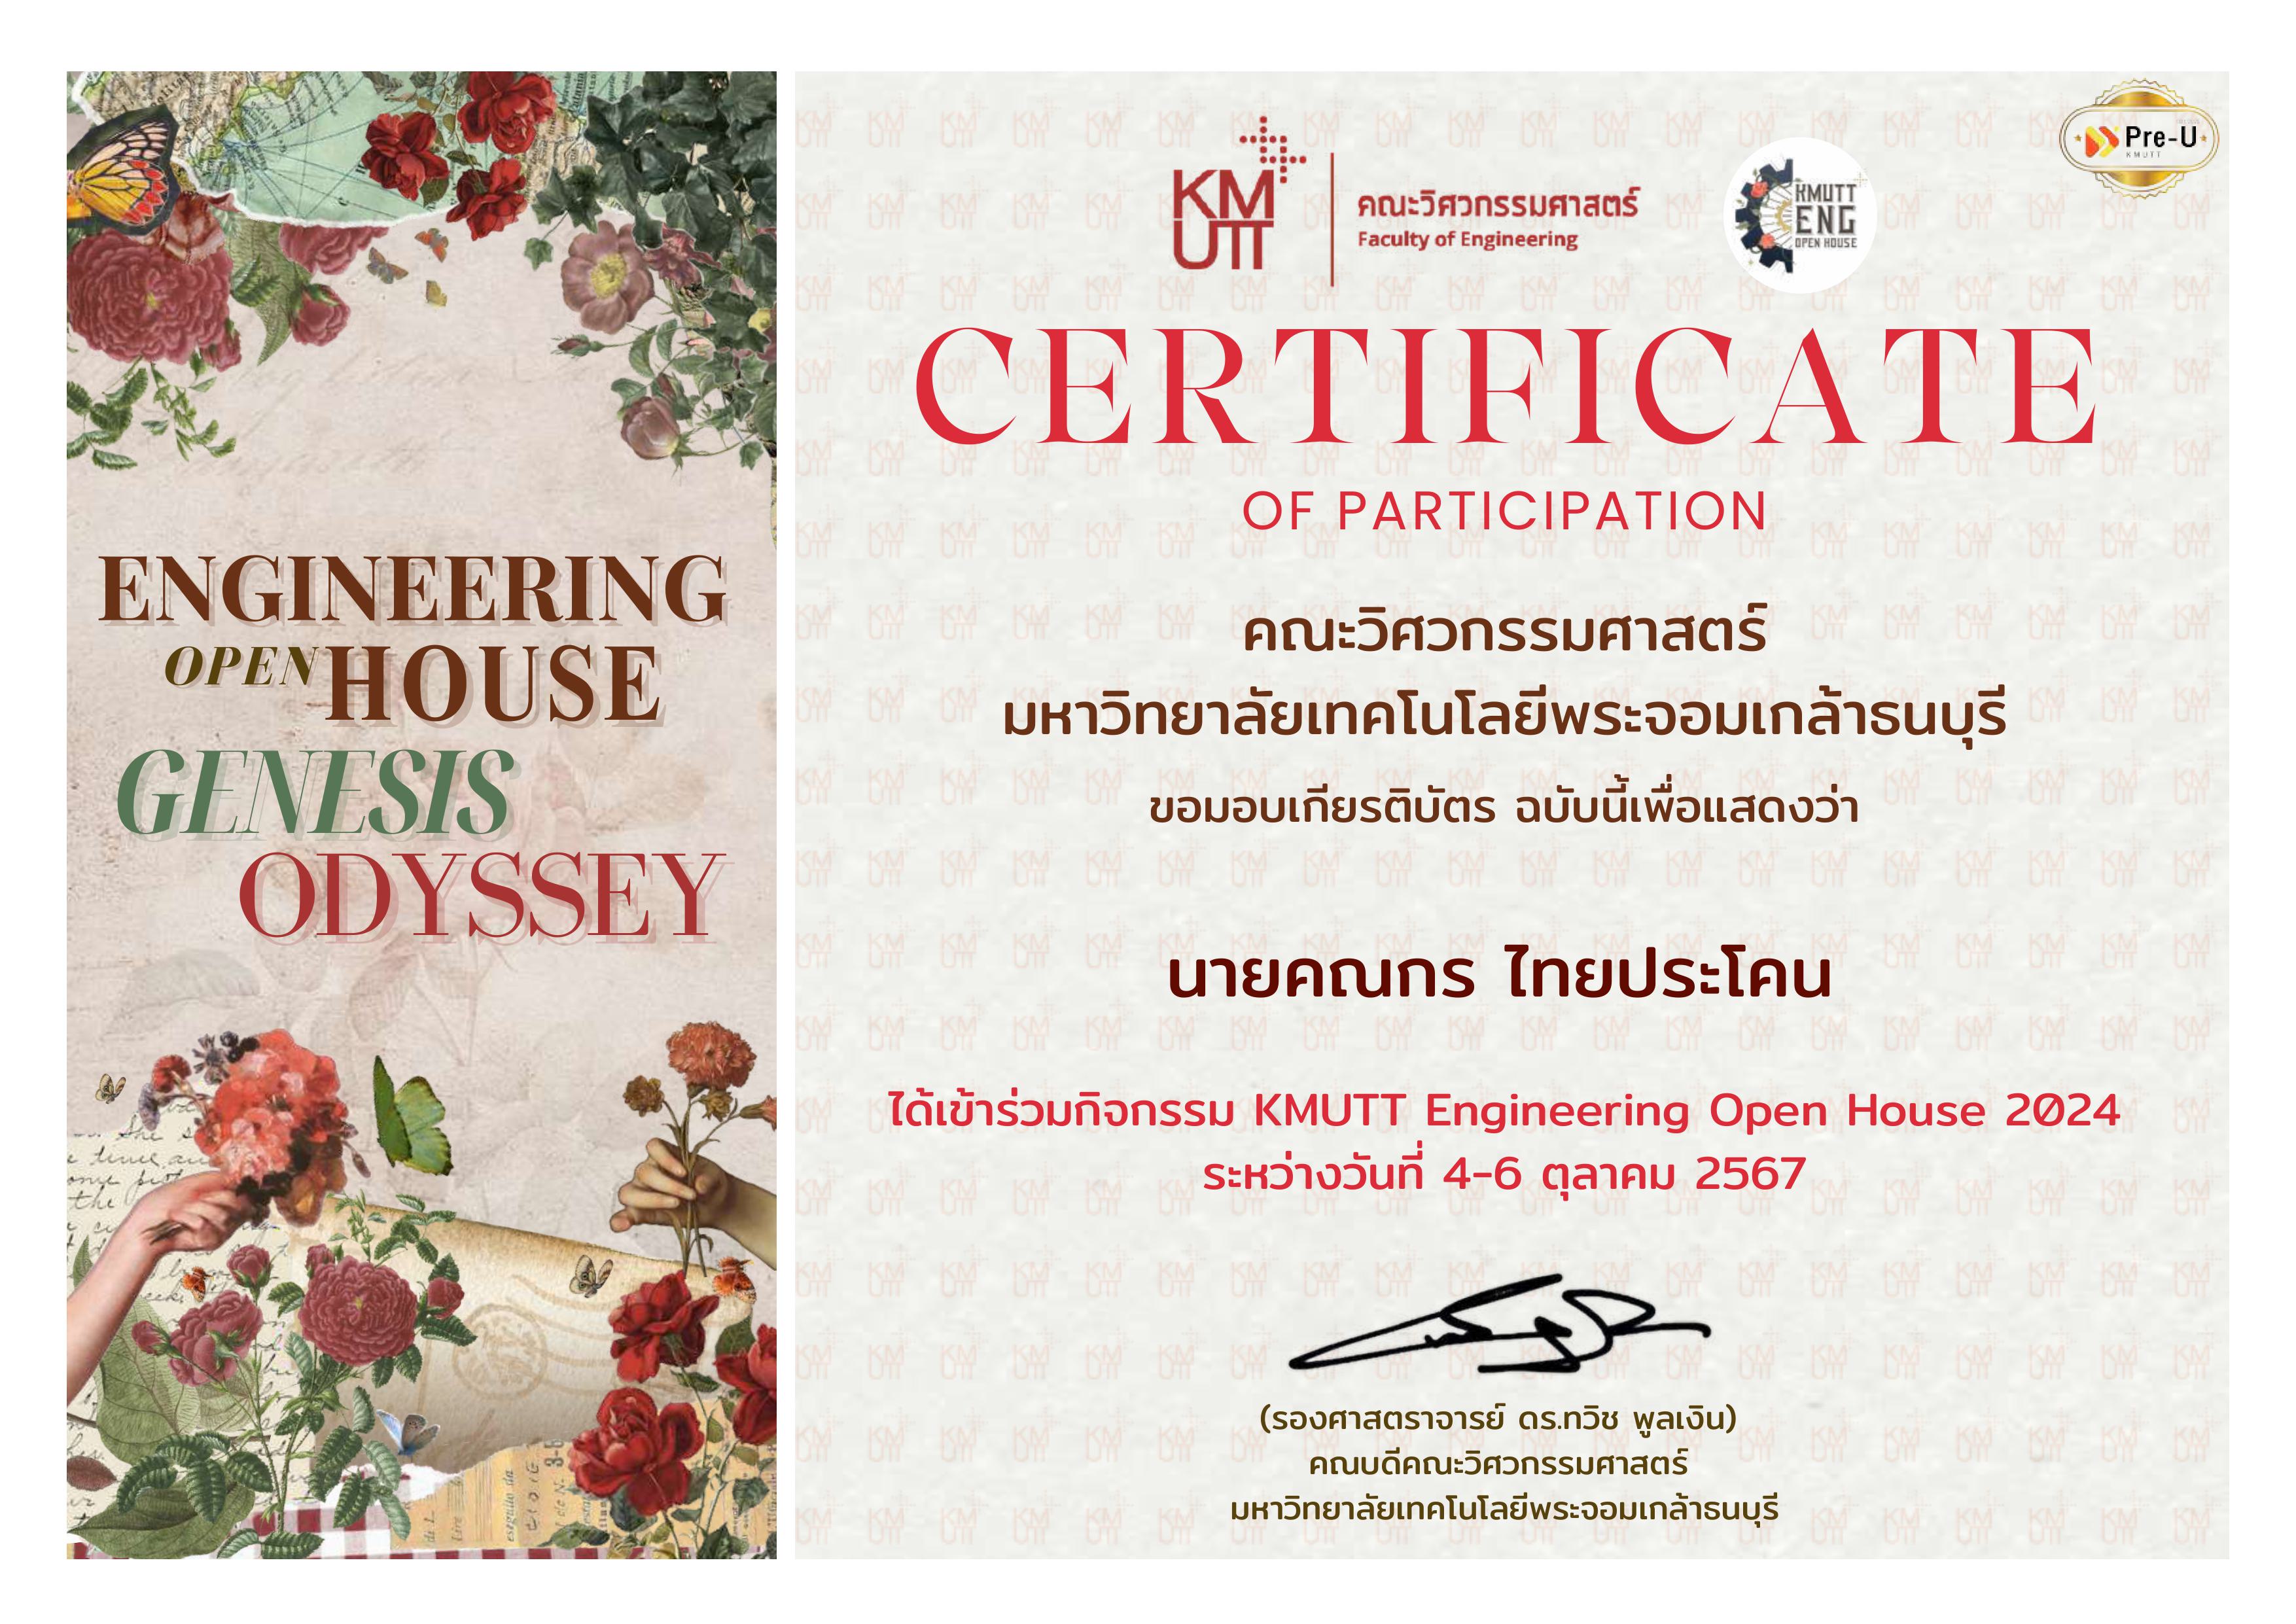 ENGINEERING
OPEN HOUSE
GENESIS
ODYSSEY
KMUTT
คณะวิศวกรรมศาสตร์
Faculty of Engineering
KMUTT
ENG
OPEN HOUSE
Pre-U
KMUTT
CERTIFICATE
OF PARTICIPATION
คณะวิศวกรรมศาสตร์
มหาวิทยาลัยเทคโนโลยีพระจอมเกล้าธนบุรี
ขอมอบเกียรติบัตร ฉบับนี้เพื่อแสดงว่า
นายคณกร ไทยประโคน
ได้เข้าร่วมกิจกรรม KMUTT Engineering Open House 2024
ระหว่างวันที่ 4-6 ตุลาคม 2567
(รองศาสตราจารย์ ดร.ทวิช พูลเงิน)
คณบดีคณะวิศวกรรมศาสตร์
มหาวิทยาลัยเทคโนโลยีพระจอมเกล้าธนบุรี